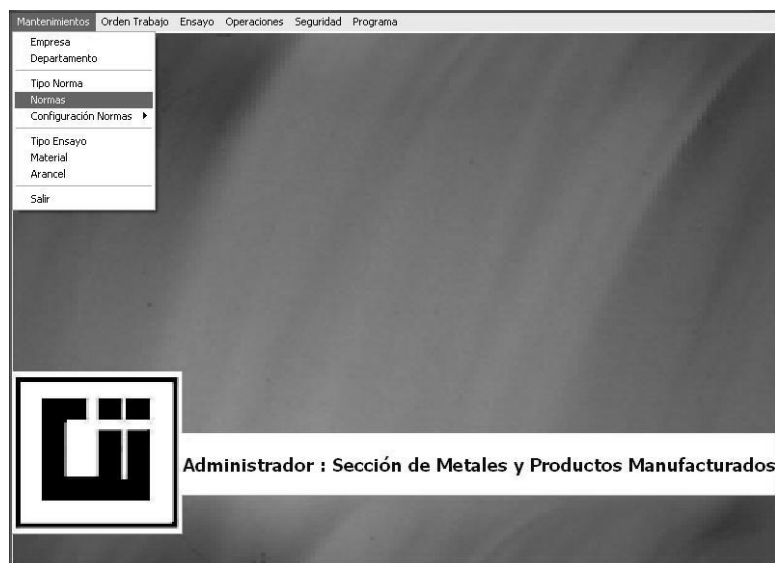 Mantenimientos Orden Trabajo Ensayo Operaciones Seguridad Programa
Empresa
Departamento
Tipo Norma
Normas
Configuración Normas
Tipo Ensayo
Material
Arancel
Salir
Administrador : Sección de Metales y Productos Manufacturados